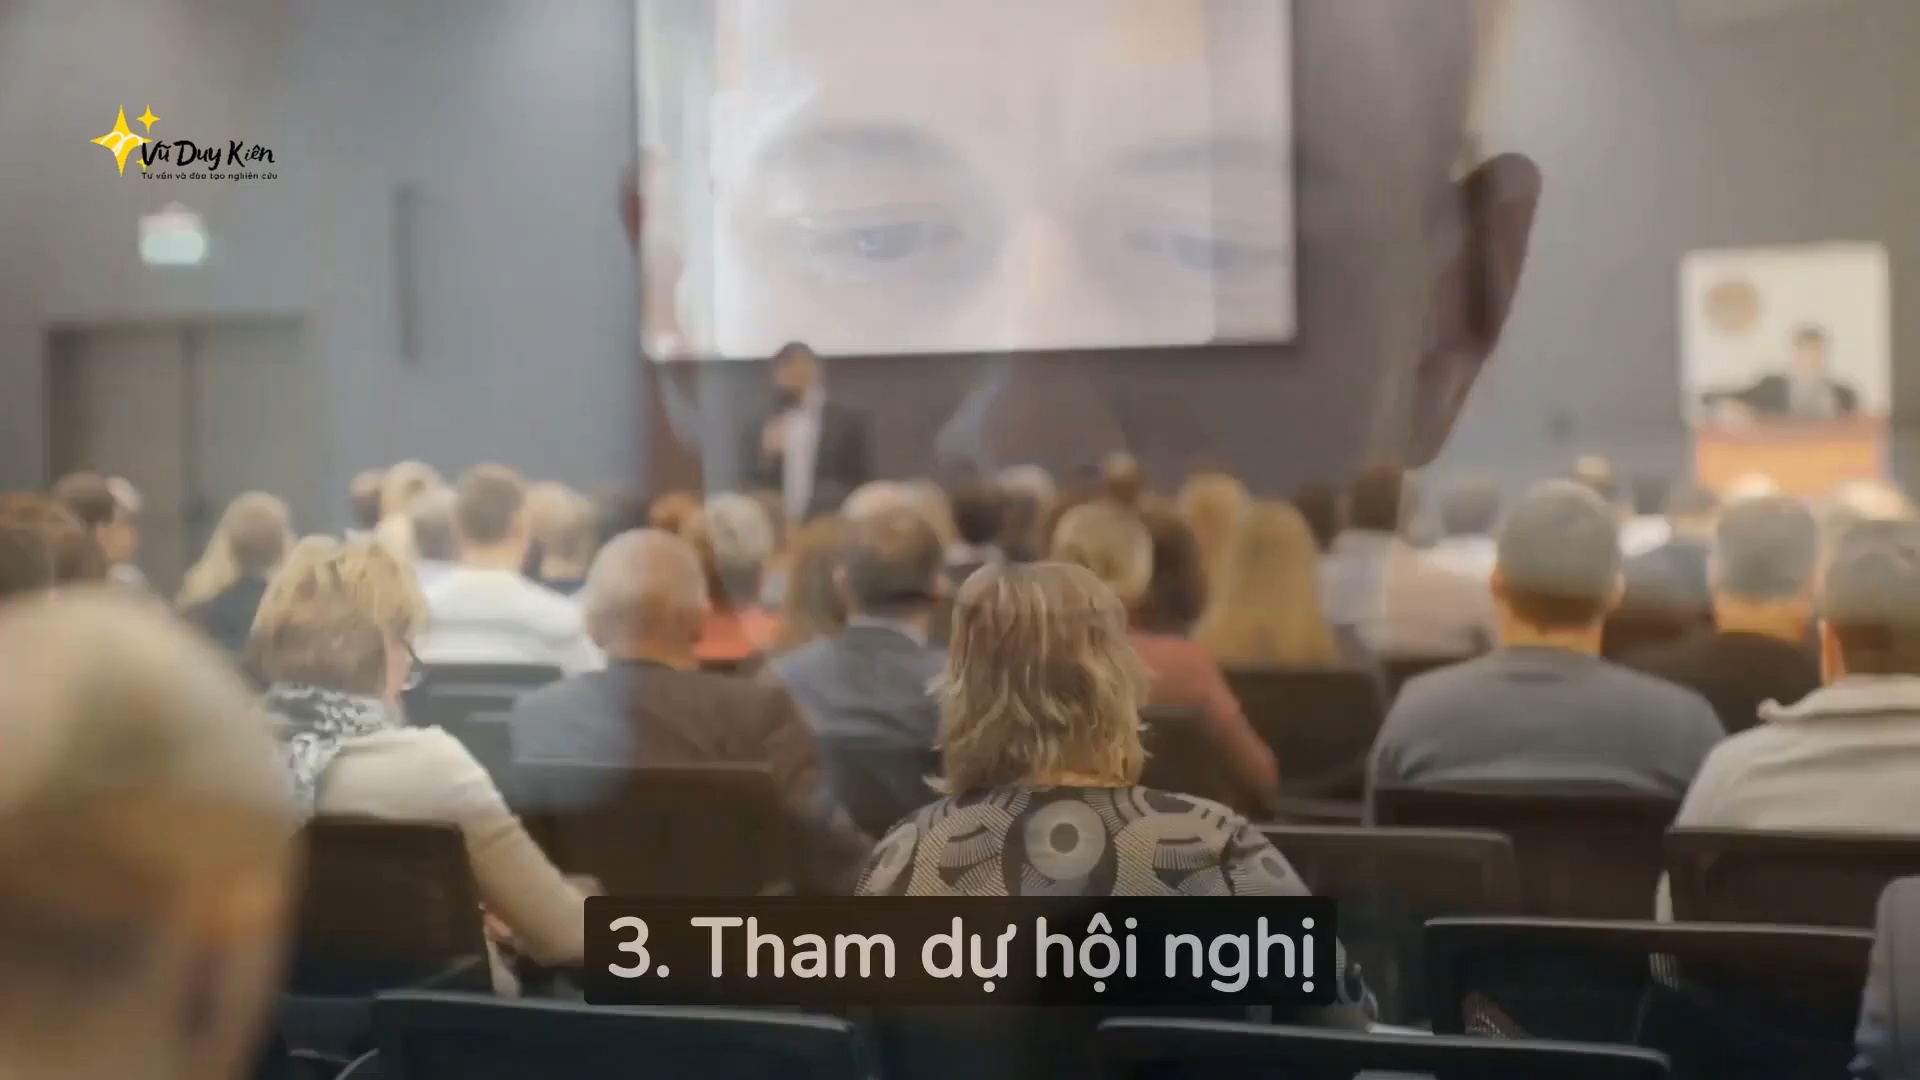 Vũ Duy Kiên
Tư vấn và đào tạo nghiên cứu
3. Tham dự hội nghị